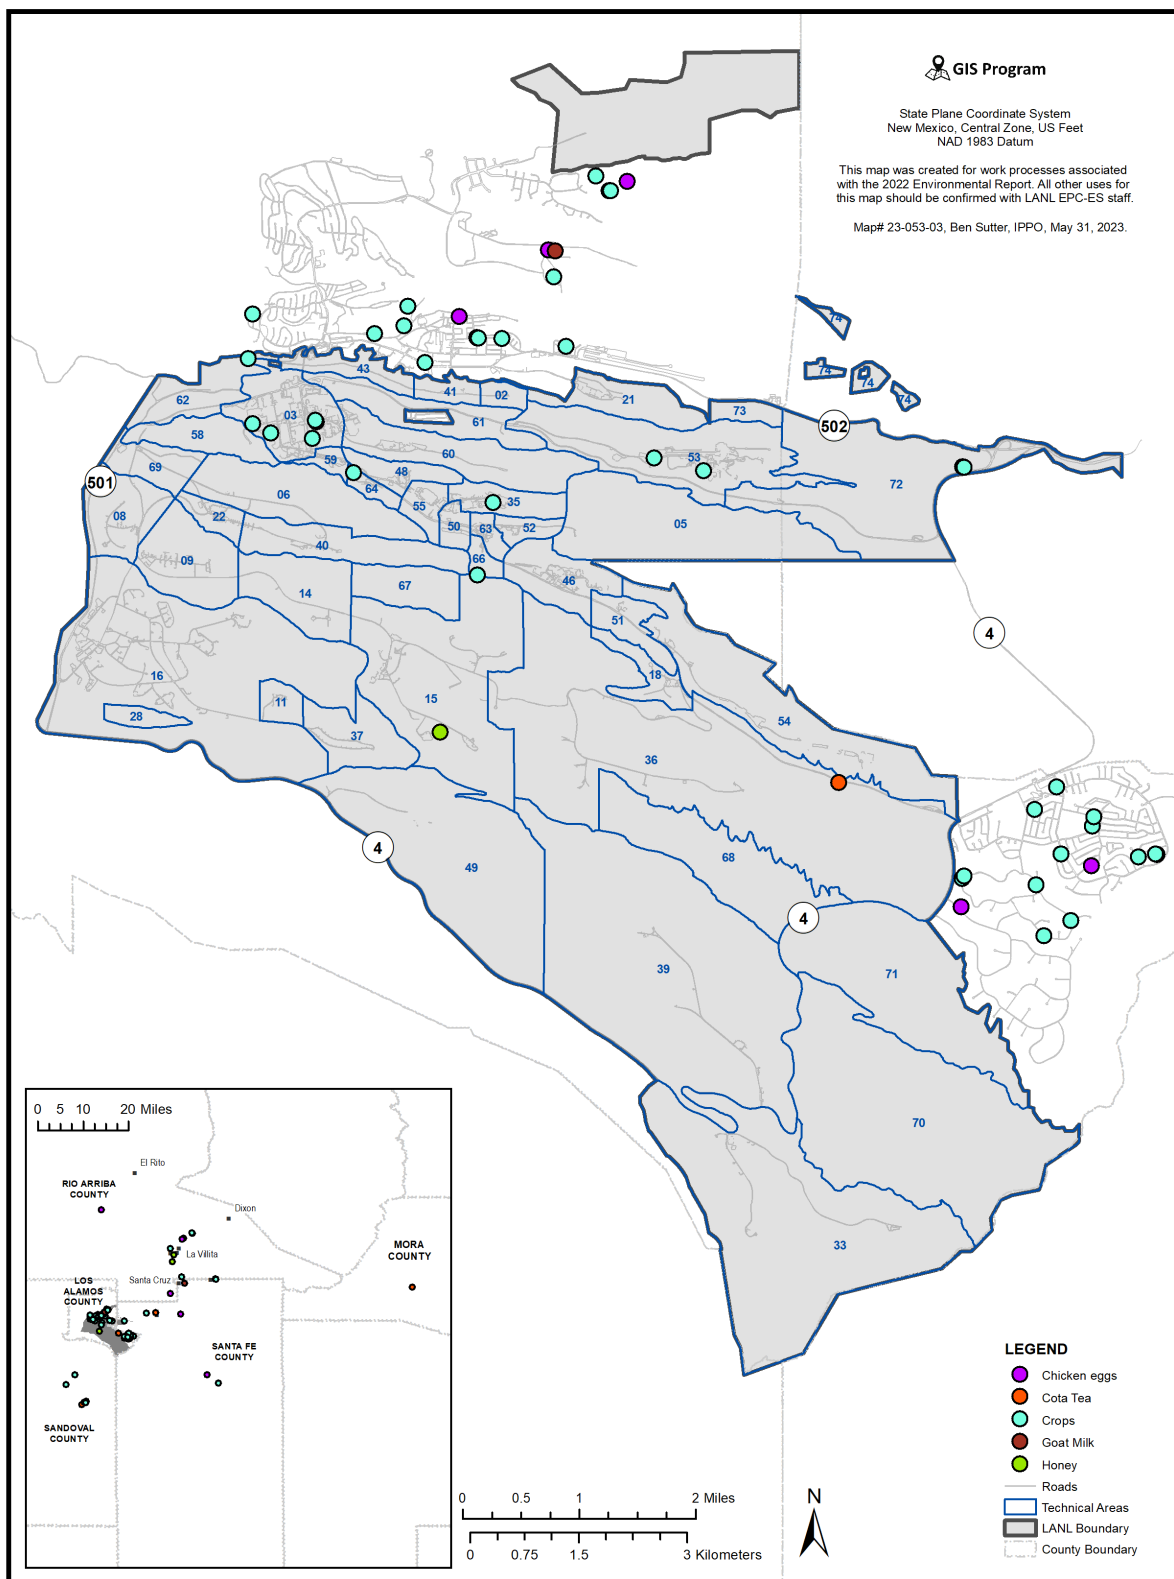 GIS Program
State Plane Coordinate System
New Mexico, Central Zone, US Feet
NAD 1983 Datum
This map was created for work processes associated
with the 2022 Environmental Report. All other uses for
this map should be confirmed with LANL EPC-ES staff.
Map# 23-053-03, Ben Sutter, IPPO, May 31, 2023.
74
74
74
74
43
62
41
02
21
73
03
61
502
58
60
53
59
69
48
501
64
72
06
55
35
08
22
50
63
52
05
40
66
09
46
67
14
51
4
16
18
11
15
28
54
37
36
4
68
49
4
39
71
70
33
0 5 10 20 Miles
El Rito
RIO ARRIBA
COUNTY
Dixon
MORA
COUNTY
La Villita
Santa Cruz
LOS
ALAMOS
COUNTY
SANTA FE
COUNTY
SANDOVAL
COUNTY
0 0.5 1 2 Miles
0 0.75 1.5 3 Kilometers
N
LEGEND
Chicken eggs
Cota Tea
Crops
Goat Milk
Honey
Roads
Technical Areas
LANL Boundary
County Boundary